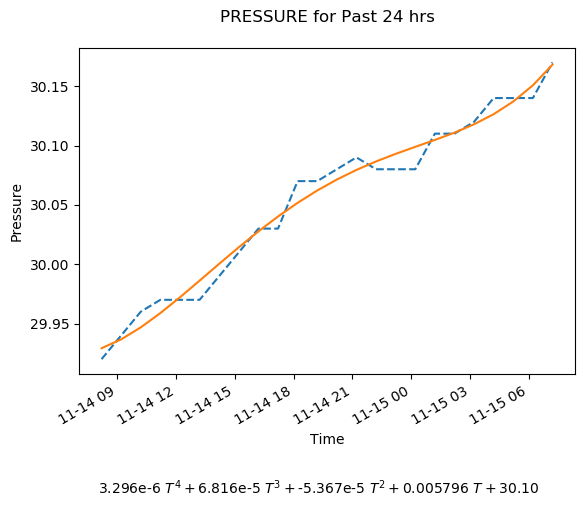 PRESSURE for Past 24 hrs
30.15
30.10
30.05
30.00
29.95
Pressure
11-14 09 11-14 12 11-14 15 11-14 18 11-14 21 11-15 00 11-15 03 11-15 06
Time
3.296e-6 T⁴ + 6.816e-5 T³ + -5.367e-5 T² + 0.005796 T + 30.10